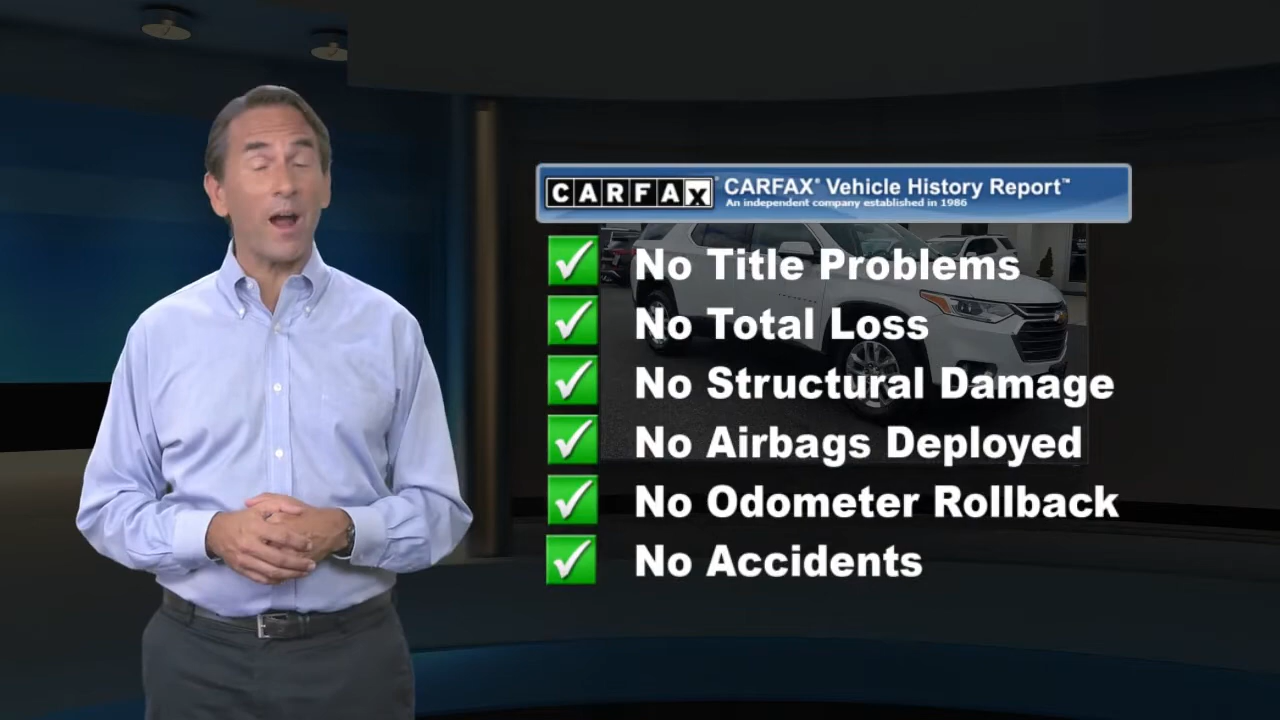 CARFAX® CARFAX® Vehicle History Report™
An independent company established in 1986
No Title Problems
No Total Loss
No Structural Damage
No Airbags Deployed
No Odometer Rollback
No Accidents